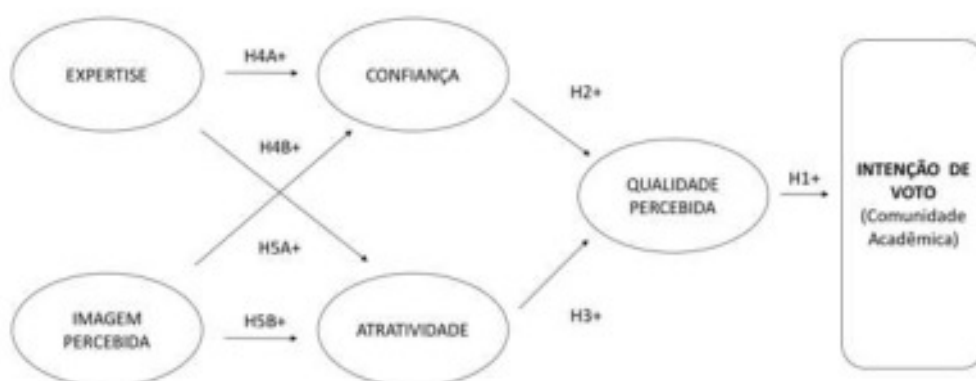 EXPERTISE
H4A+
CONFIANÇA
H2+
H4B+
QUALIDADE
PERCEBIDA
H1+
INTENÇÃO DE
VOTO
(Comunidade
Acadêmica)
H5A+
IMAGEM
PERCEBIDA
H5B+
ATRATIVIDADE
H3+